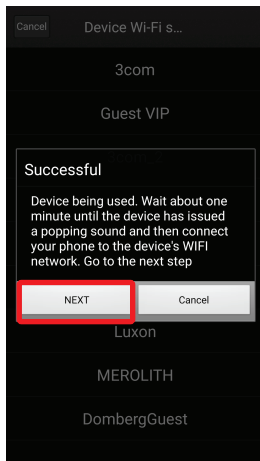 Cancel
Device Wi-Fi s...
3com
Guest VIP
Successful
Device being used. Wait about one
minute until the device has issued
a popping sound and then connect
your phone to the device's WIFI
network. Go to the next step
NEXT
Cancel
Luxon
MEROLITH
DombergGuest